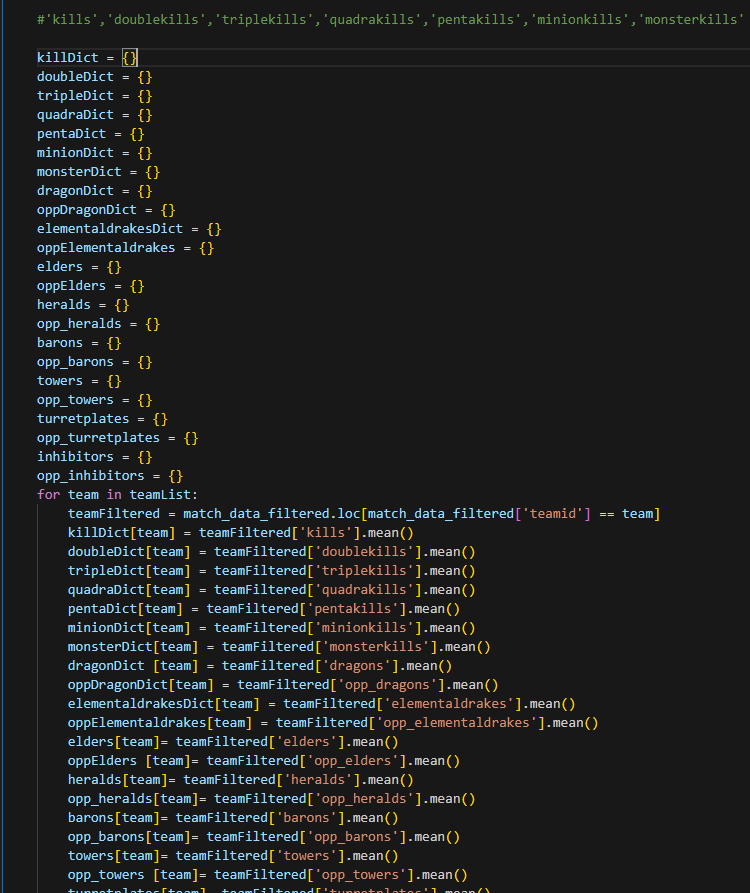 #'kills','doublekills','triplekills','quadrakills','pentakills','minionkills','monsterkills'
killDict = {}
doubleDict = {}
tripleDict = {}
quadraDict = {}
pentaDict = {}
minionDict = {}
monsterDict = {}
dragonDict = {}
oppDragonDict = {}
elementaldrakesDict = {}
oppElementaldrakes = {}
elders = {}
oppElders = {}
heralds = {}
opp_heralds = {}
barons = {}
opp_barons = {}
towers = {}
opp_towers = {}
turretplates = {}
opp_turretplates = {}
inhibitors = {}
opp_inhibitors = {}
for team in teamList:
    teamFiltered = match_data_filtered.loc[match_data_filtered['teamid'] == team]
    killDict[team] = teamFiltered['kills'].mean()
    doubleDict[team] = teamFiltered['doublekills'].mean()
    tripleDict[team] = teamFiltered['triplekills'].mean()
    quadraDict[team] = teamFiltered['quadrakills'].mean()
    pentaDict[team] = teamFiltered['pentakills'].mean()
    minionDict[team] = teamFiltered['minionkills'].mean()
    monsterDict[team] = teamFiltered['monsterkills'].mean()
    dragonDict [team] = teamFiltered['dragons'].mean()
    oppDragonDict[team] = teamFiltered['opp_dragons'].mean()
    elementaldrakesDict[team] = teamFiltered['elementaldrakes'].mean()
    oppElementaldrakes[team] = teamFiltered['opp_elementaldrakes'].mean()
    elders[team]= teamFiltered['elders'].mean()
    oppElders [team]= teamFiltered['opp_elders'].mean()
    heralds[team]= teamFiltered['heralds'].mean()
    opp_heralds[team]= teamFiltered['opp_heralds'].mean()
    barons[team]= teamFiltered['barons'].mean()
    opp_barons[team]= teamFiltered['opp_barons'].mean()
    towers[team]= teamFiltered['towers'].mean()
    opp_towers [team]= teamFiltered['opp_towers'].mean()
    turretplates[team]= teamFiltered['turretplates'].mean()